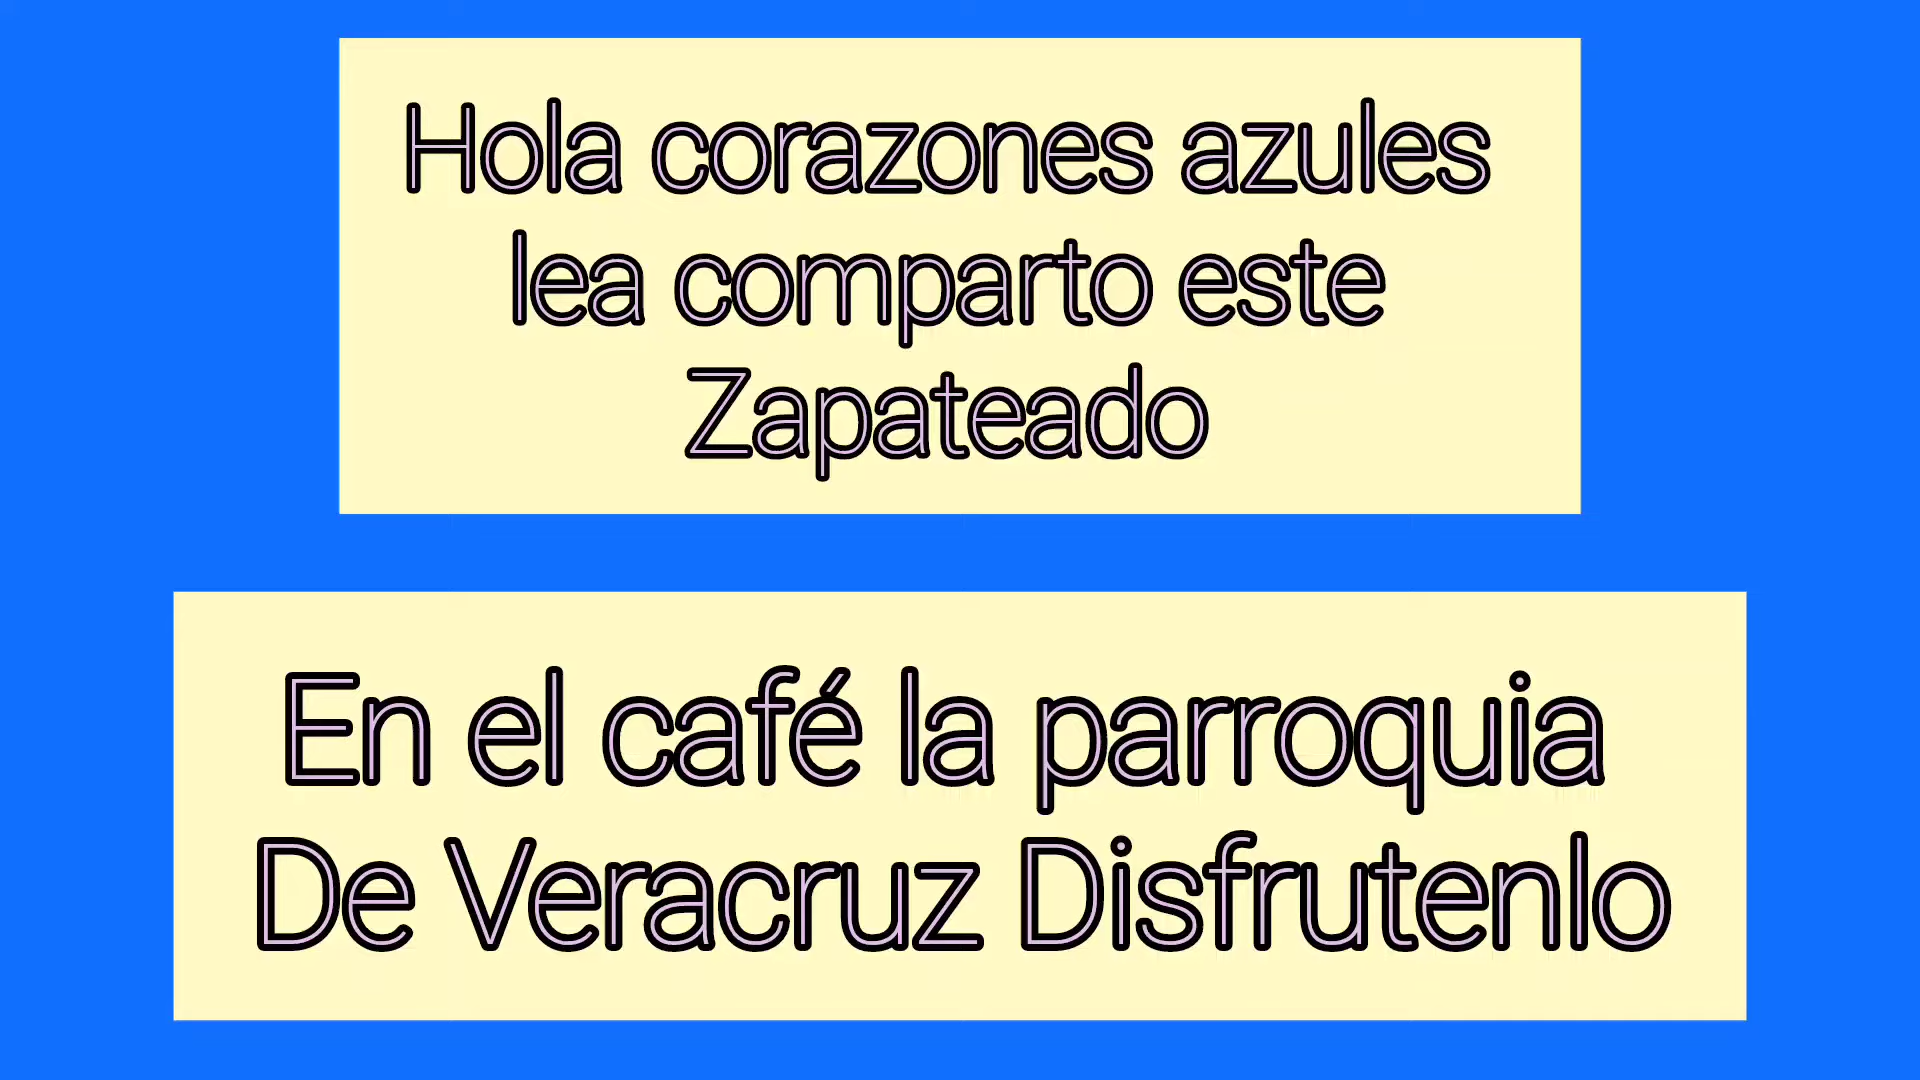 Hola corazones azules
lea comparto este
Zapateado
En el café la parroquia
De Veracruz Disfrutenlo